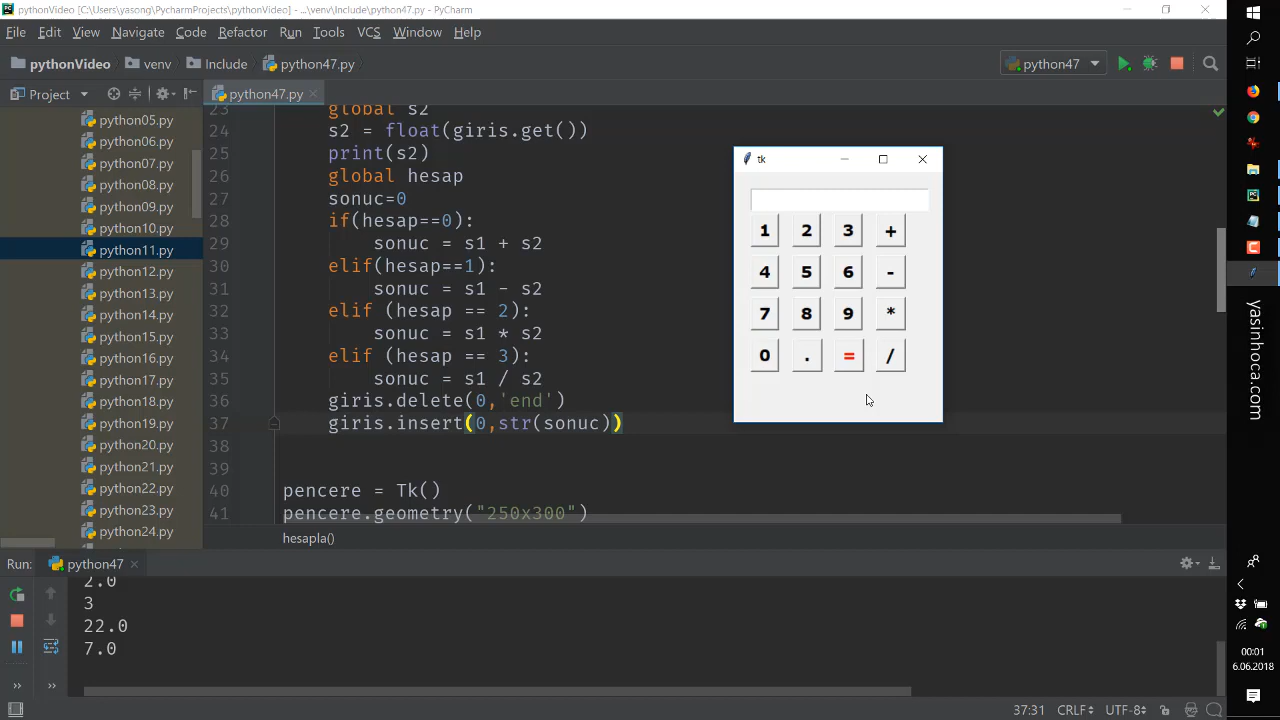 pythonVideo [C:\Users\yasong\PycharmProjects\pythonVideo] - ...\venv\Include\python47.py - PyCharm
File Edit View Navigate Code Refactor Run Tools VCS Window Help
pythonVideo venv Include python47.py python47
Project python47.py
python05.py
python06.py
python07.py
python08.py
python09.py
python10.py
python11.py
python12.py
python13.py
python14.py
python15.py
python16.py
python17.py
python18.py
python19.py
python20.py
python21.py
python22.py
python23.py
python24.py
23 global s2
24 s2 = float(giris.get())
25 print(s2)
26 global hesap
27 sonuc=0
28 if(hesap==0):
29 sonuc = s1 + s2
30 elif(hesap==1):
31 sonuc = s1 - s2
32 elif (hesap == 2):
33 sonuc = s1 * s2
34 elif (hesap == 3):
35 sonuc = s1 / s2
36 giris.delete(0,'end')
37 giris.insert(0,str(sonuc))
38
39
40 pencere = Tk()
41 pencere.geometry("250x300")
hesapla()
tk
1 2 3 +
4 5 6 -
7 8 9 *
0 . = /
Run: python47
2.0
3
22.0
7.0
37:31 CRLF UTF-8
yasinhoca.com
00:01
6.06.2018